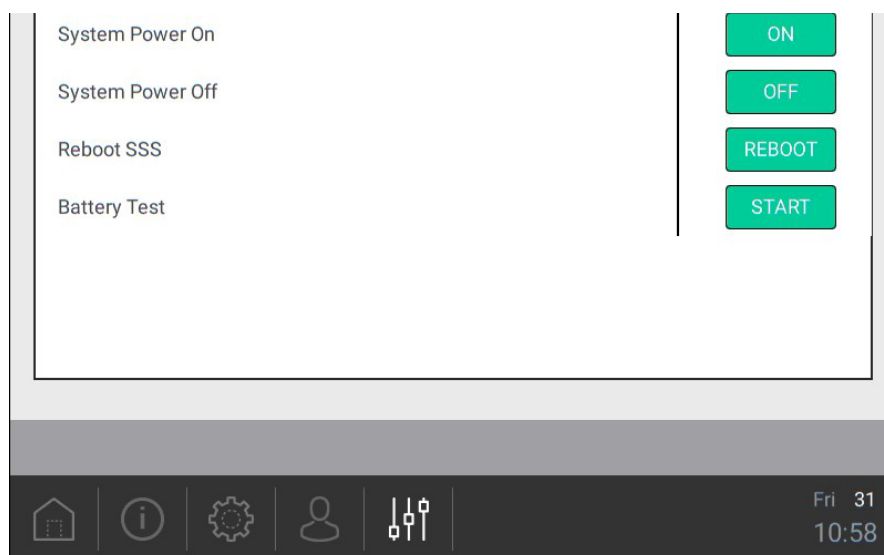 System Power On ON
System Power Off OFF
Reboot SSS REBOOT
Battery Test START
Fri 31
10:58